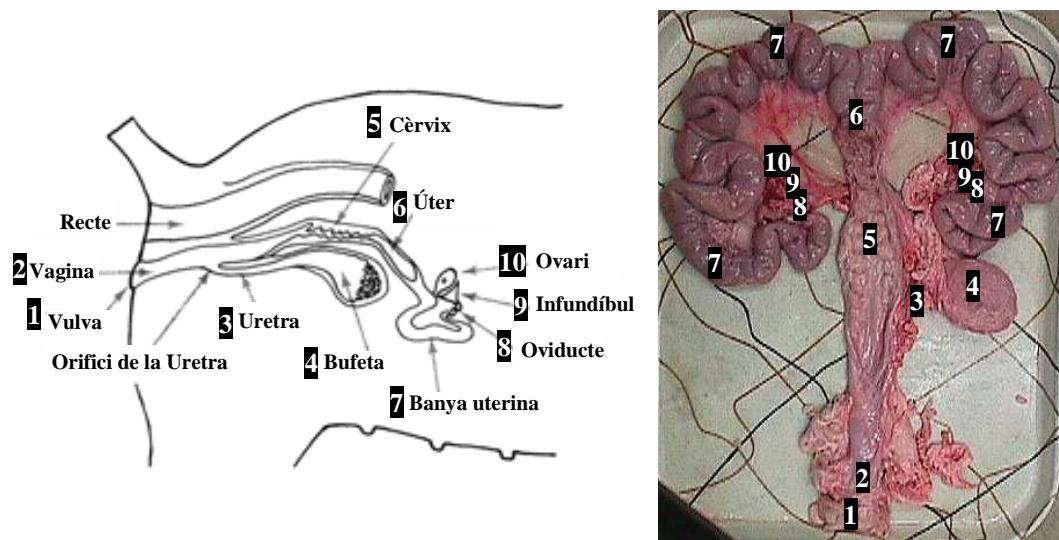 5 Cèrvix
6 Úter
Recte
2 Vagina
10 Ovari
1 Vulva
9 Infundíbul
3 Uretra
8 Oviducte
Orifici de la Uretra
4 Bufeta
7 Banya uterina
7
7
6
10
10
9
9
8
8
7
5
7
4
3
2
1